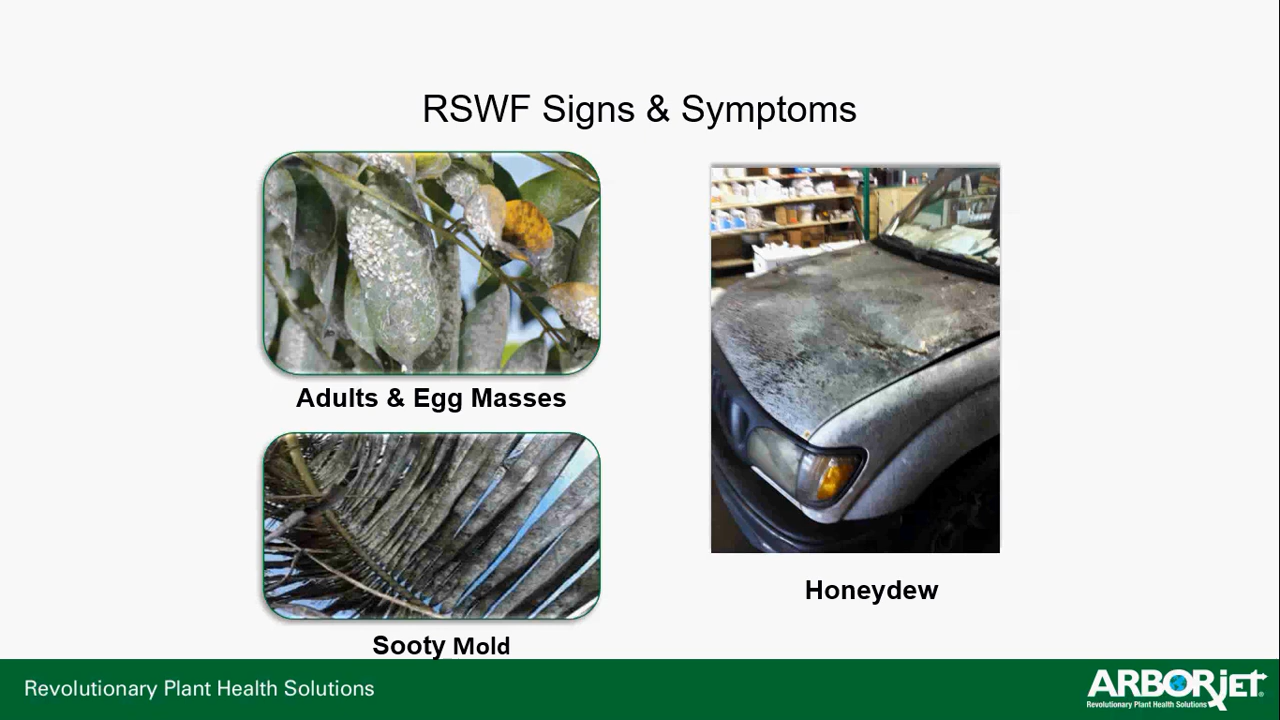 RSWF Signs & Symptoms
Adults & Egg Masses
Honeydew
Sooty Mold
Revolutionary Plant Health Solutions
ARBORjET
Revolutionary Plant Health Solutions